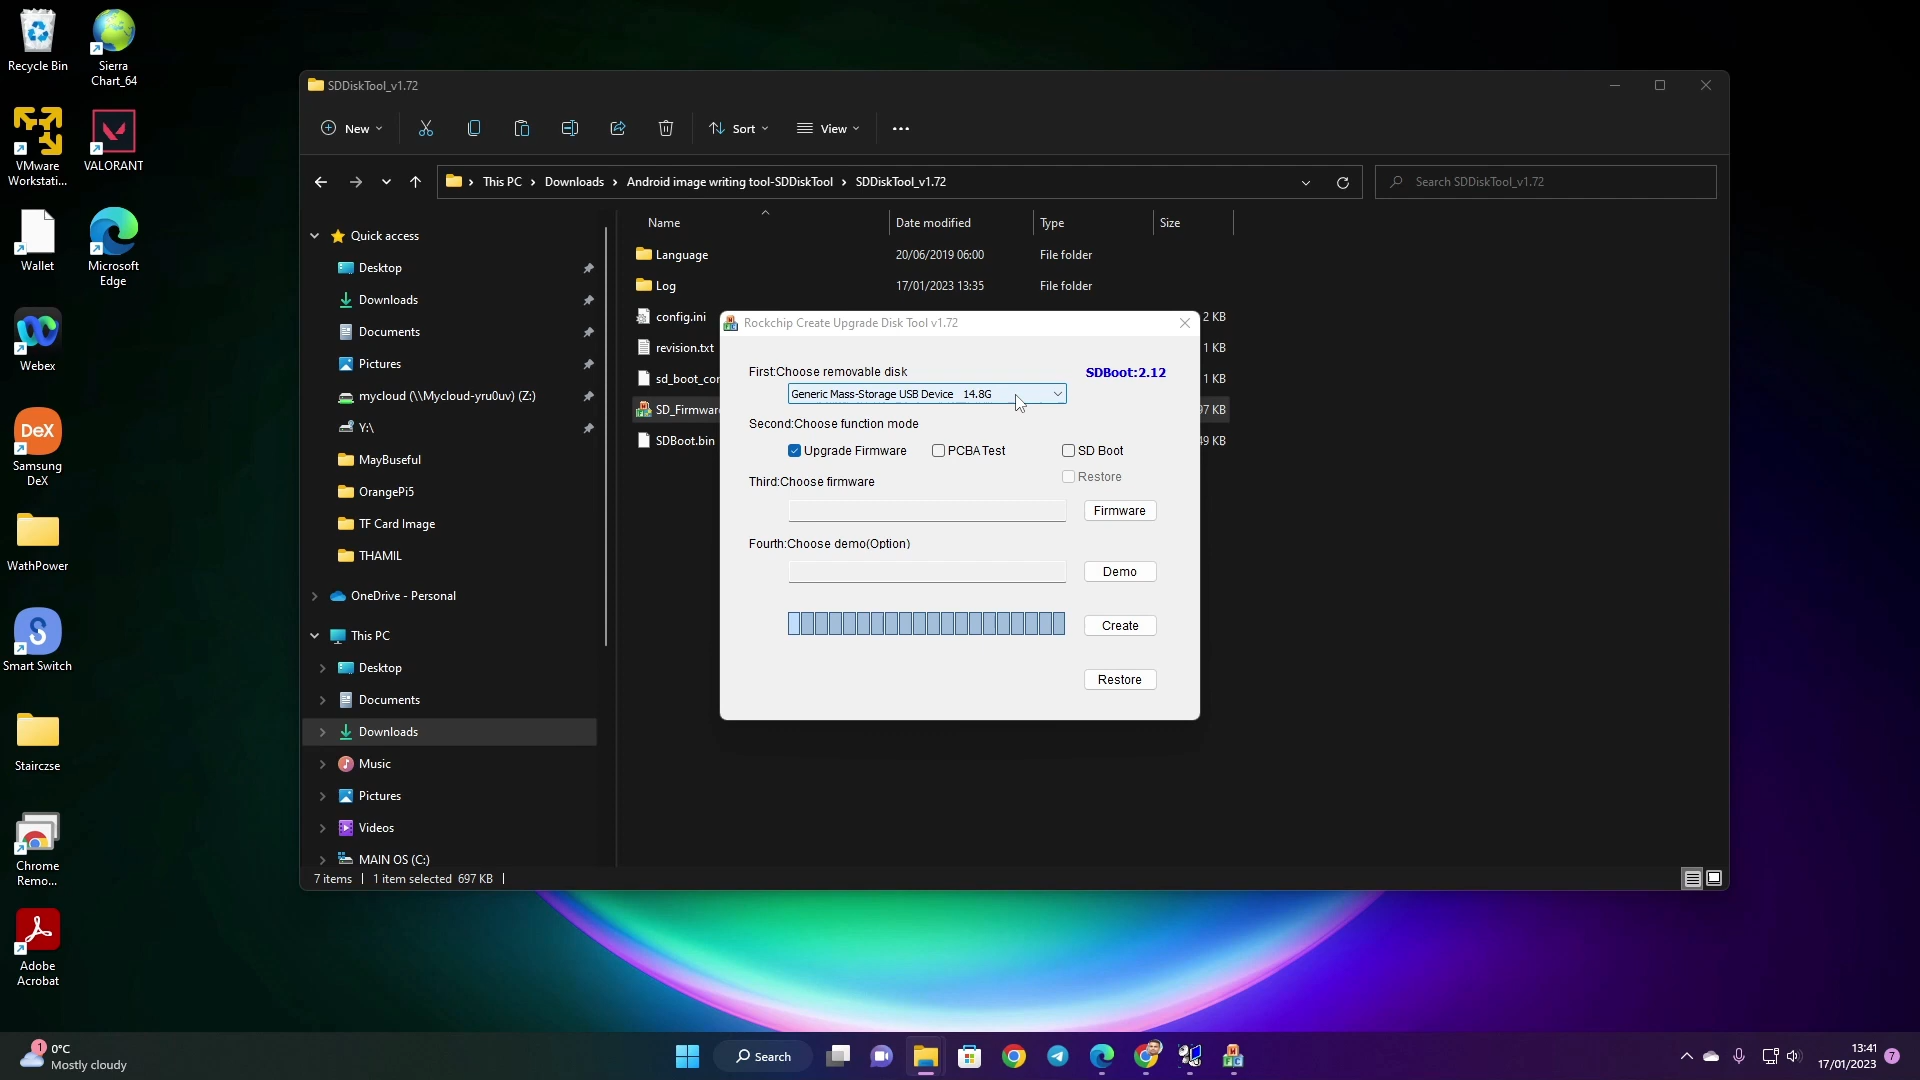 Recycle Bin
Sierra
Chart_64
VMware
Workstati...
VALORANT
Wallet
Microsoft
Edge
Webex
DeX
Samsung
DeX
WathPower
Smart Switch
Stairczse
Chrome
Remo...
Adobe
Acrobat
SDDiskTool_v1.72
New
Sort
View
This PC
Downloads
Android image writing tool-SDDiskTool
SDDiskTool_v1.72
Search SDDiskTool_v1.72
Quick access
Desktop
Downloads
Documents
Pictures
mycloud (\\Mycloud-yru0uv) (Z:)
Y:\
MayBuseful
OrangePi5
TF Card Image
THAMIL
OneDrive - Personal
This PC
Desktop
Documents
Downloads
Music
Pictures
Videos
MAIN OS (C:)
Name
Date modified
Type
Size
Language
20/06/2019 06:00
File folder
Log
17/01/2023 13:35
File folder
config.ini
2 KB
revision.txt
1 KB
sd_boot_cor
1 KB
SD_Firmware
97 KB
SDBoot.bin
49 KB
7 items
1 item selected 697 KB
Rockchip Create Upgrade Disk Tool v1.72
First:Choose removable disk
SDBoot:2.12
Generic Mass-Storage USB Device 14.8G
Second:Choose function mode
Upgrade Firmware
PCBA Test
SD Boot
Restore
Third:Choose firmware
Firmware
Fourth:Choose demo(Option)
Demo
Create
Restore
1
0°C
Mostly cloudy
Search
13:41
17/01/2023
7